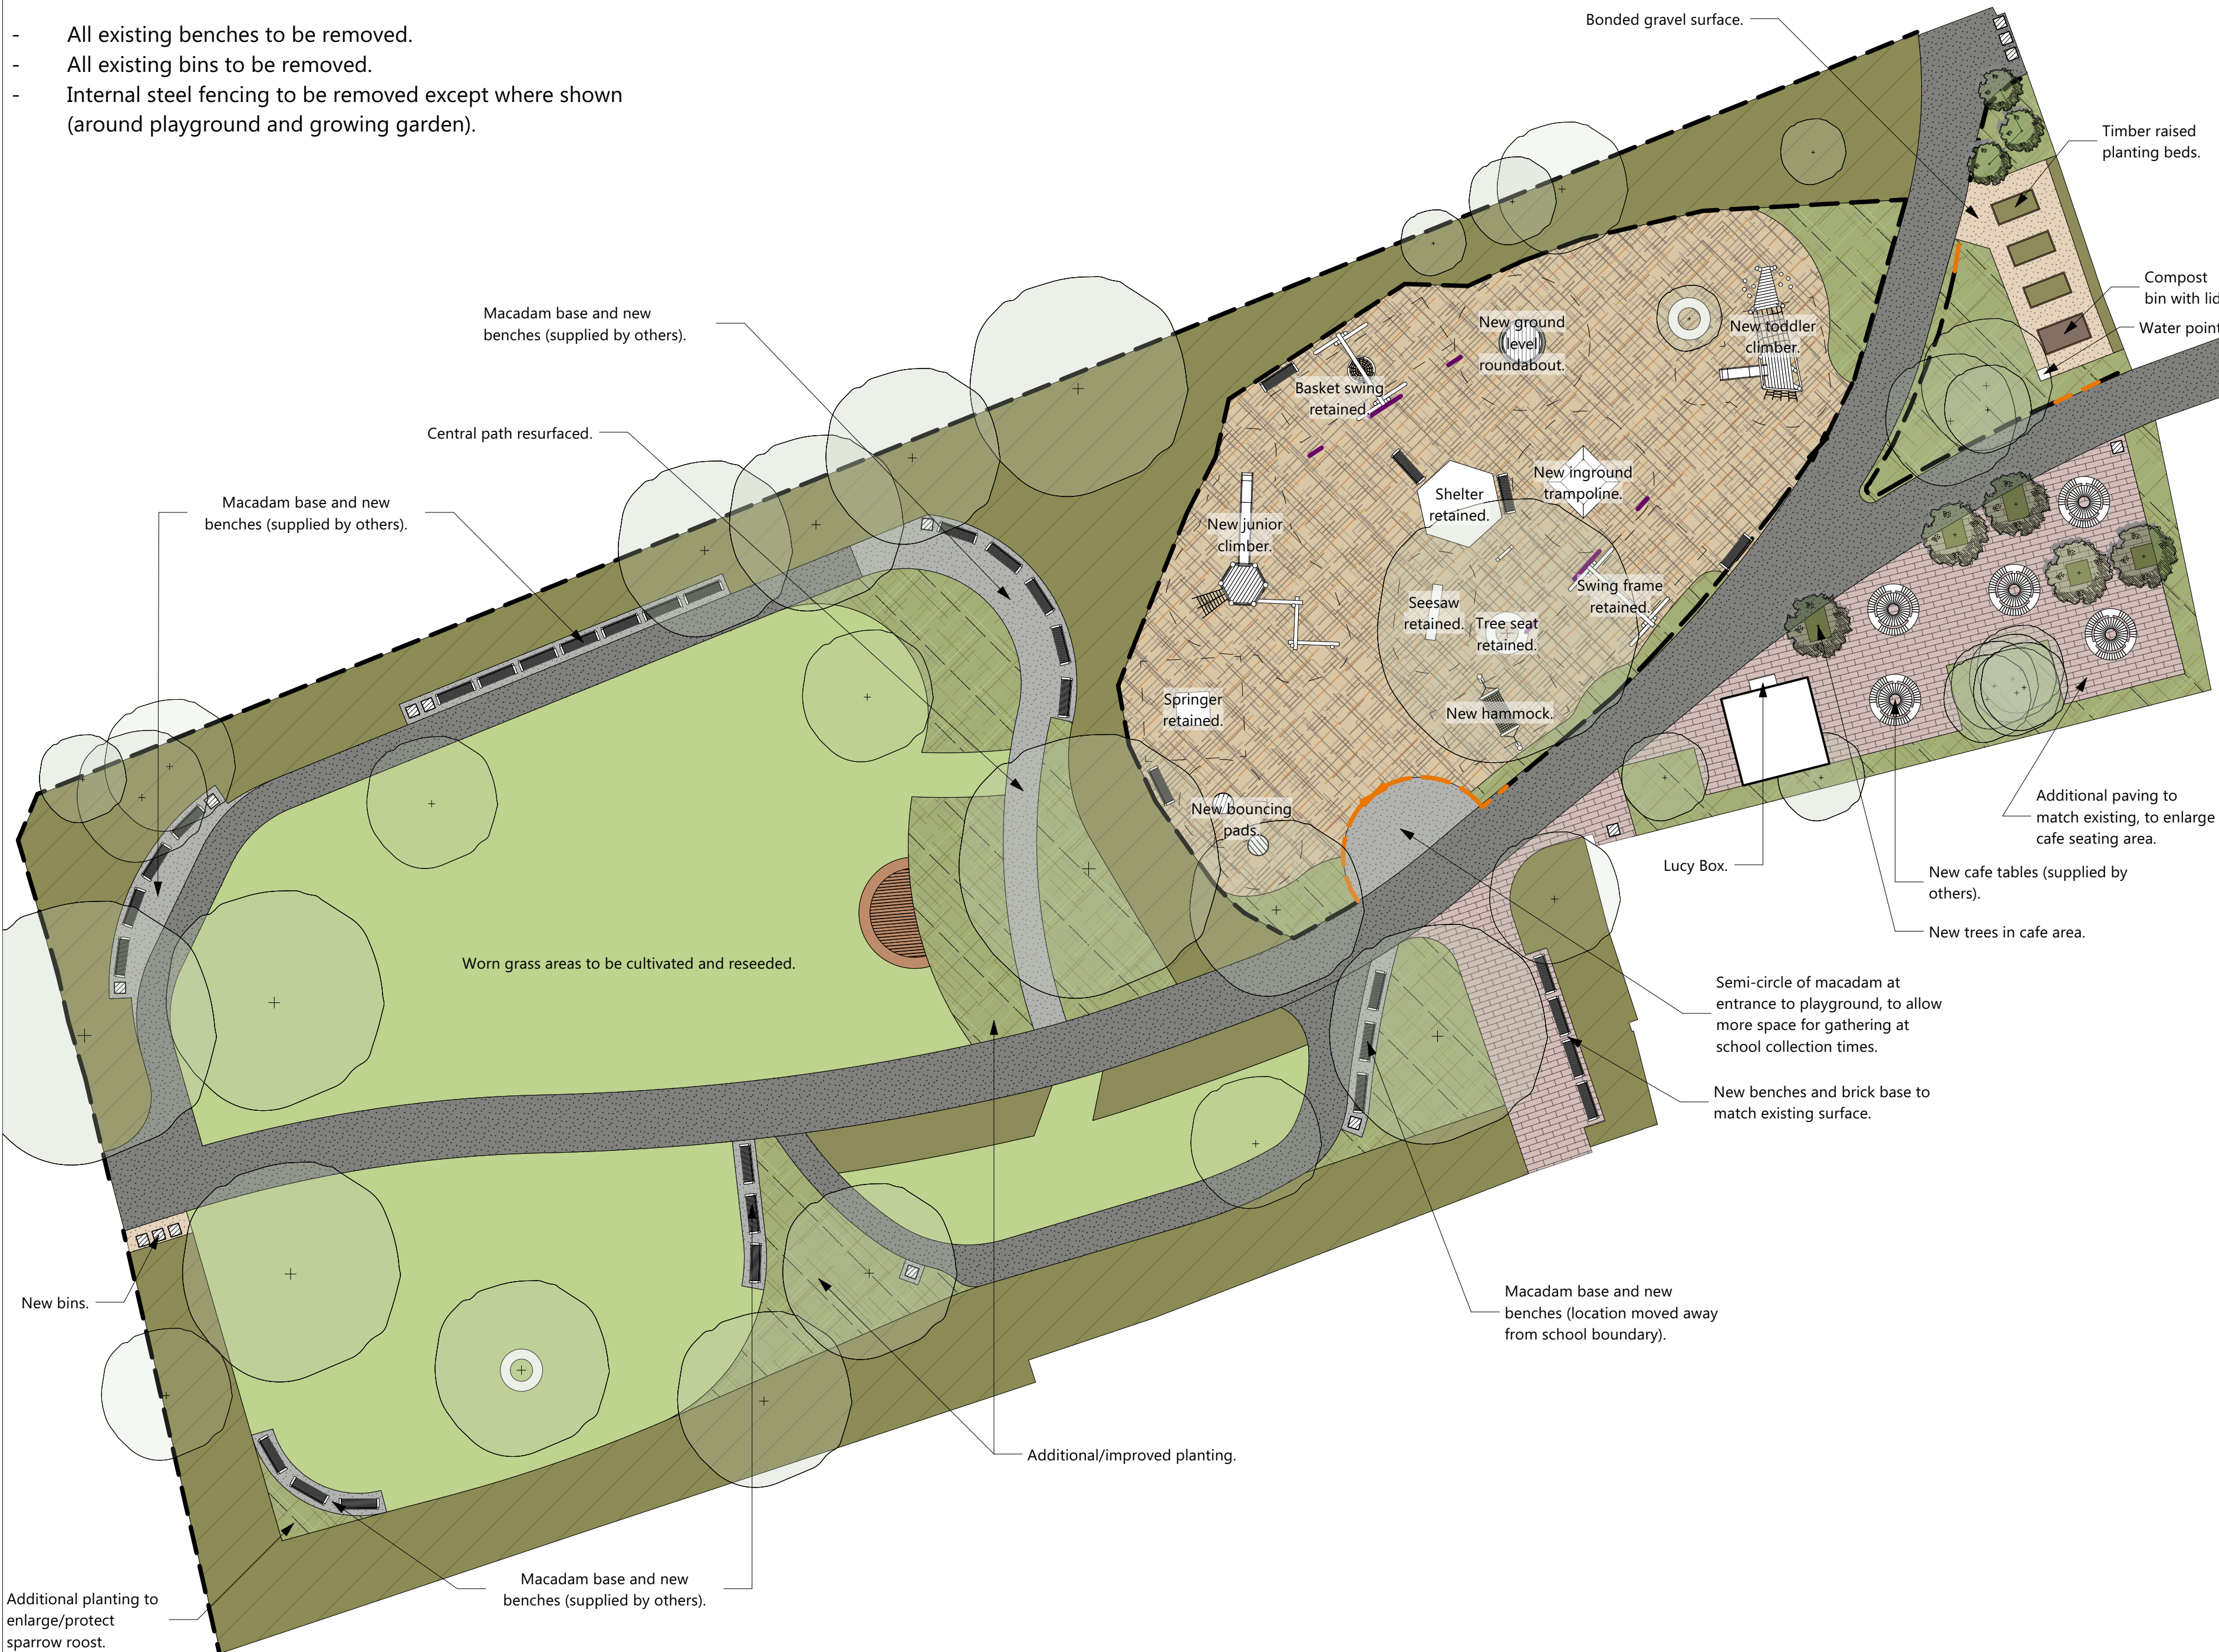 - All existing benches to be removed.
- All existing bins to be removed.
- Internal steel fencing to be removed except where shown
(around playground and growing garden).
Bonded gravel surface.
Timber raised
planting beds.
Compost
bin with lid
Water point
Macadam base and new
benches (supplied by others).
Central path resurfaced.
Macadam base and new
benches (supplied by others).
New ground
level
roundabout.
New toddler
climber.
Basket swing
retained.
New inground
trampoline.
Shelter
retained.
New junior
climber.
Swing frame
retained.
Seesaw
retained.
Tree seat
retained.
Springer
retained.
New hammock.
New bouncing
pads.
Additional paving to
match existing, to enlarge
cafe seating area.
Lucy Box.
New cafe tables (supplied by
others).
New trees in cafe area.
Worn grass areas to be cultivated and reseeded.
Semi-circle of macadam at
entrance to playground, to allow
more space for gathering at
school collection times.
New benches and brick base to
match existing surface.
New bins.
Macadam base and new
benches (location moved away
from school boundary).
Additional/improved planting.
Macadam base and new
benches (supplied by others).
Additional planting to
enlarge/protect
sparrow roost.